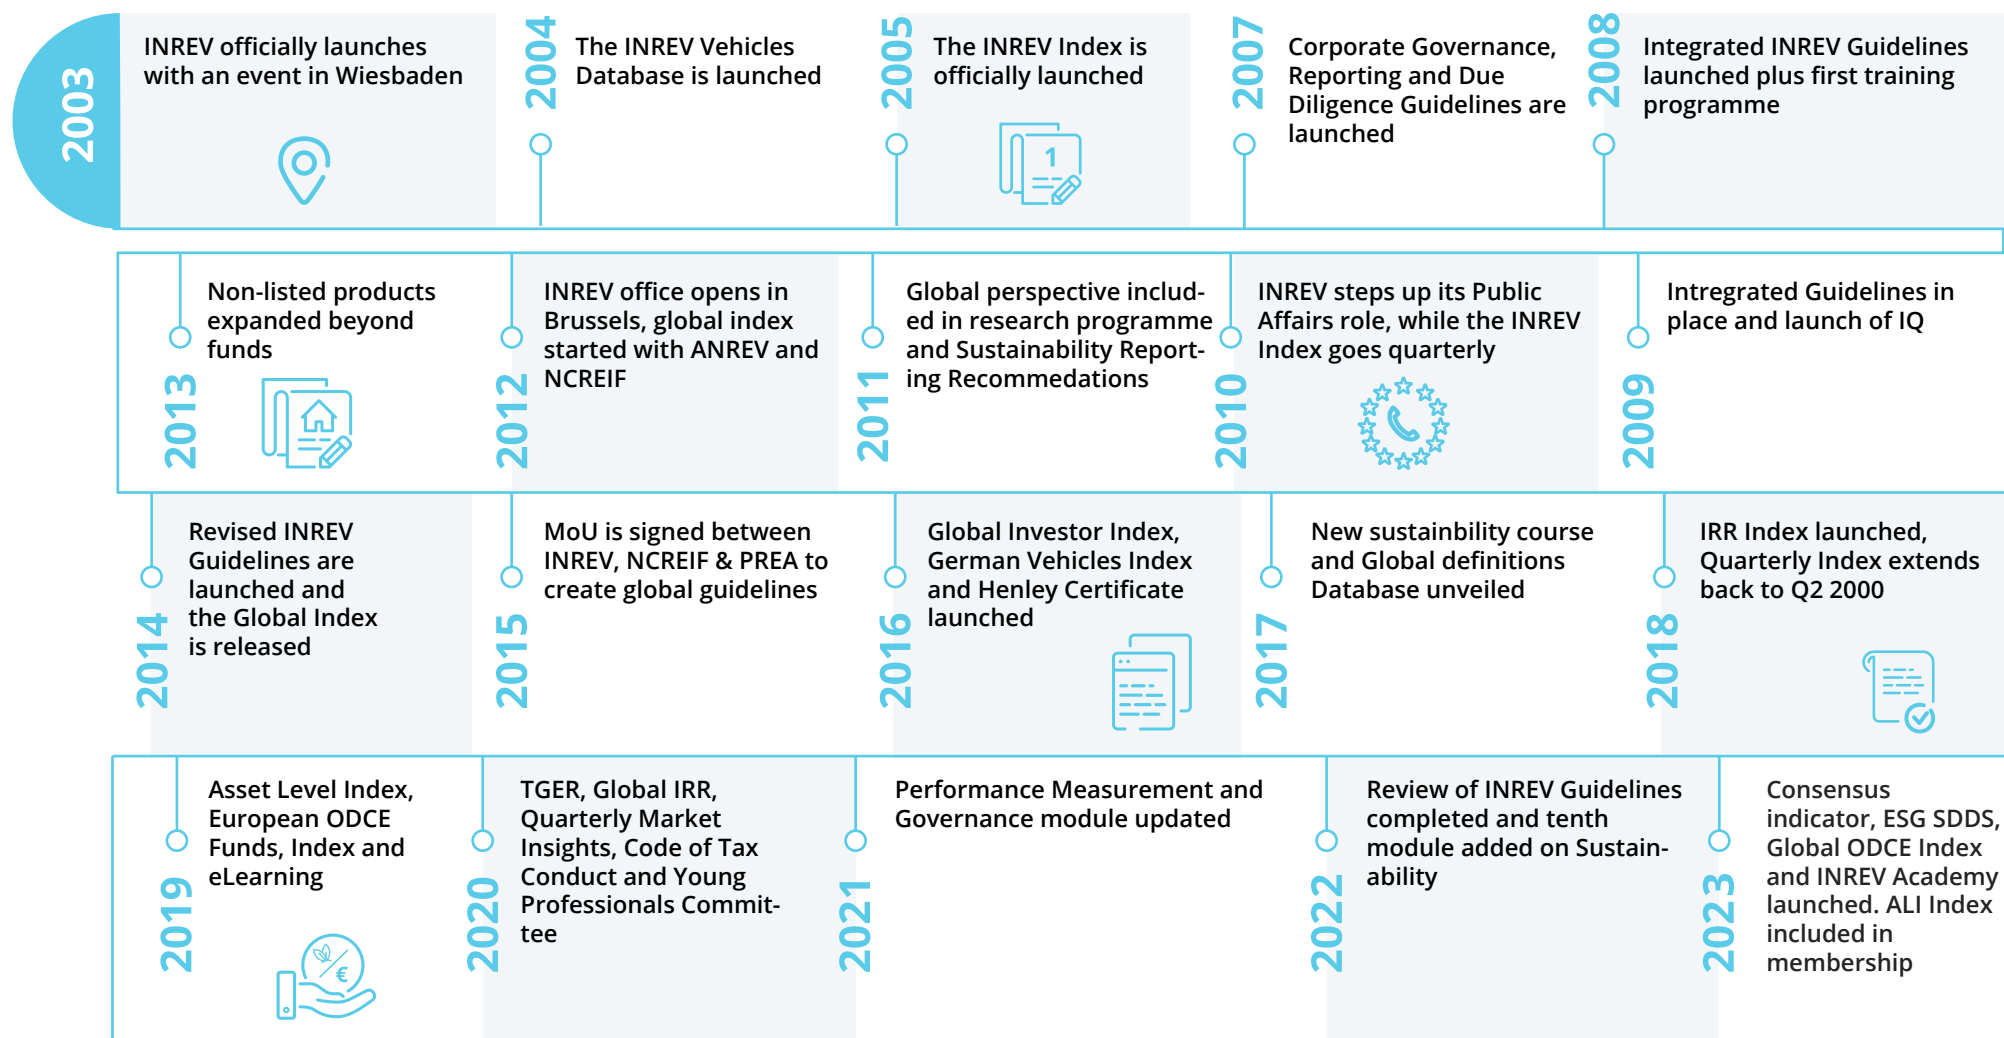 2003
INREV officially launches
with an event in Wiesbaden
2004
The INREV Vehicles
Database is launched
2005
The INREV Index is
officially launched
1
2007
Corporate Governance,
Reporting and Due
Diligence Guidelines are
launched
2008
Integrated INREV Guidelines
launched plus first training
programme
2013
Non-listed products
expanded beyond
funds
2012
INREV office opens in
Brussels, global index
started with ANREV and
NCREIF
2011
Global perspective includ-
ed in research programme
and Sustainability Report-
ing Recommedations
2010
INREV steps up its Public
Affairs role, while the INREV
Index goes quarterly
2009
Intregrated Guidelines in
place and launch of IQ
2014
Revised INREV
Guidelines are
launched and
the Global Index
is released
2015
MoU is signed between
INREV, NCREIF & PREA to
create global guidelines
2016
Global Investor Index,
German Vehicles Index
and Henley Certificate
launched
2017
New sustainbility course
and Global definitions
Database unveiled
2018
IRR Index launched,
Quarterly Index extends
back to Q2 2000
2019
Asset Level Index,
European ODCE
Funds, Index and
eLearning
€
2020
TGER, Global IRR,
Quarterly Market
Insights, Code of Tax
Conduct and Young
Professionals Commit-
tee
2021
Performance Measurement and
Governance module updated
2022
Review of INREV Guidelines
completed and tenth
module added on Sustain-
ability
2023
Consensus
indicator, ESG SDDS,
Global ODCE Index
and INREV Academy
launched. ALI Index
included in
membership